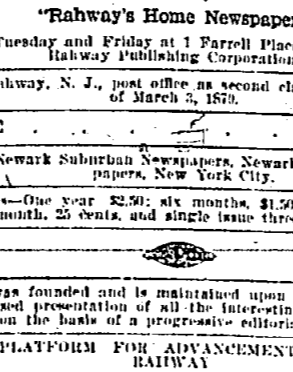 "Rahway's Home Newspaper
Tuesday and Friday at 1 Farrell Place
Rahway Publishing Corporation
Rahway, N. J., post office as second cl
of March 3, 1879.
Newark Suburban Newspapers, Newark
papers, New York City.
s—One year $2.50; six months, $1.50
month, 25 cents, and single issue thre
was founded and is maintained upon
sed presentation of all the interestin
on the basis of a progressive editoria
PLATFORM FOR ADVANCEMENT
RAHWAY